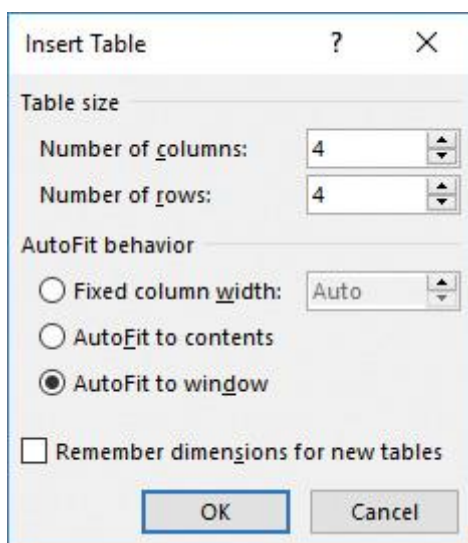 Insert Table ? ×
Table size
Number of columns: 4
Number of rows: 4
AutoFit behavior
Fixed column width: Auto
AutoFit to contents
AutoFit to window
Remember dimensions for new tables
OK Cancel